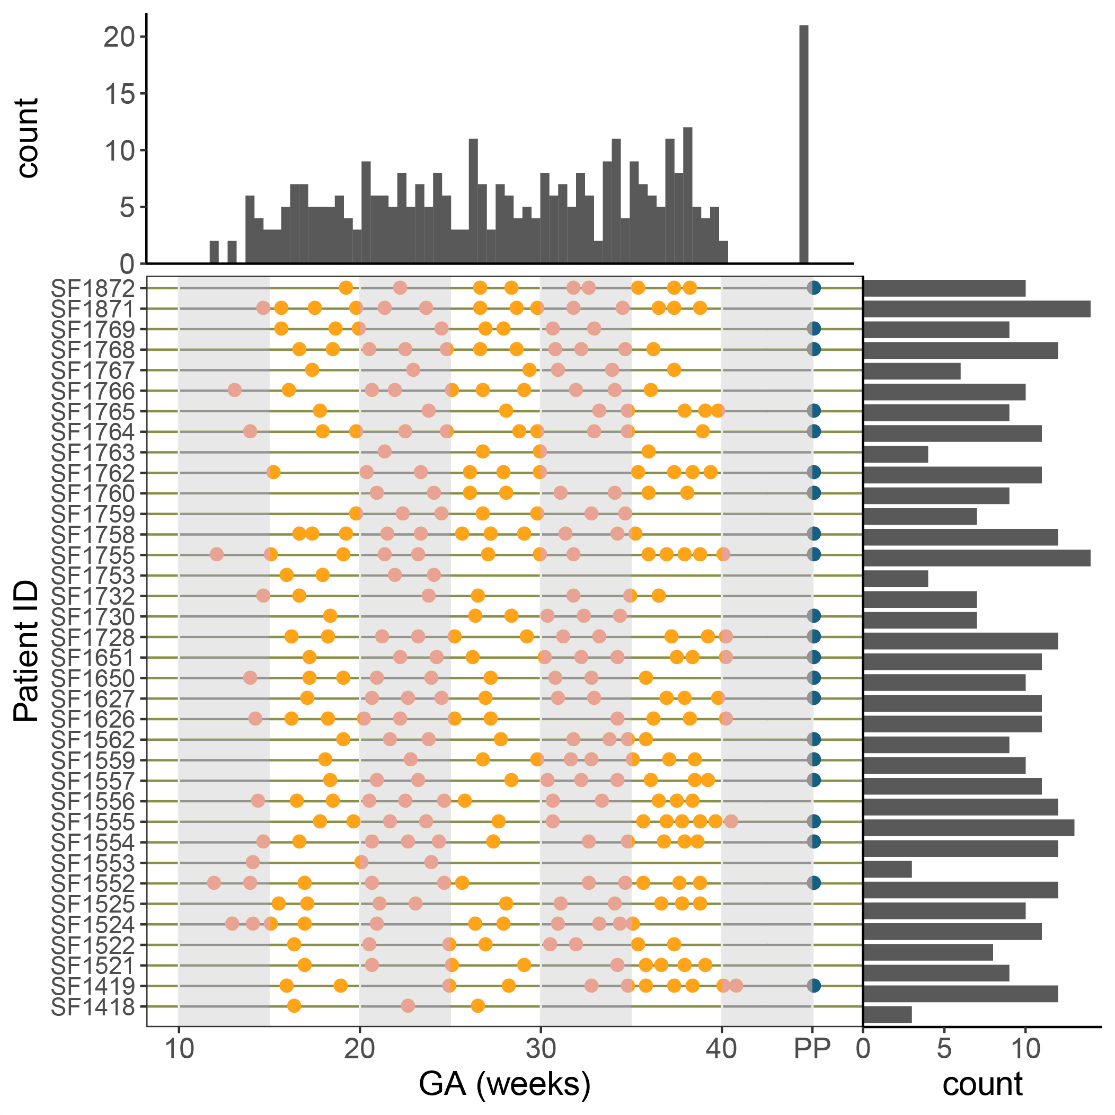 20
15
10
5
0
count
SF1872
SF1871
SF1769
SF1768
SF1767
SF1766
SF1765
SF1764
SF1763
SF1762
SF1760
SF1759
SF1758
SF1755
SF1753
SF1732
SF1730
SF1728
SF1651
SF1650
SF1627
SF1626
SF1562
SF1559
SF1557
SF1556
SF1555
SF1554
SF1553
SF1552
SF1525
SF1524
SF1522
SF1521
SF1419
SF1418
Patient ID
10 20 30 40 PP
GA (weeks)
0 5 10
count